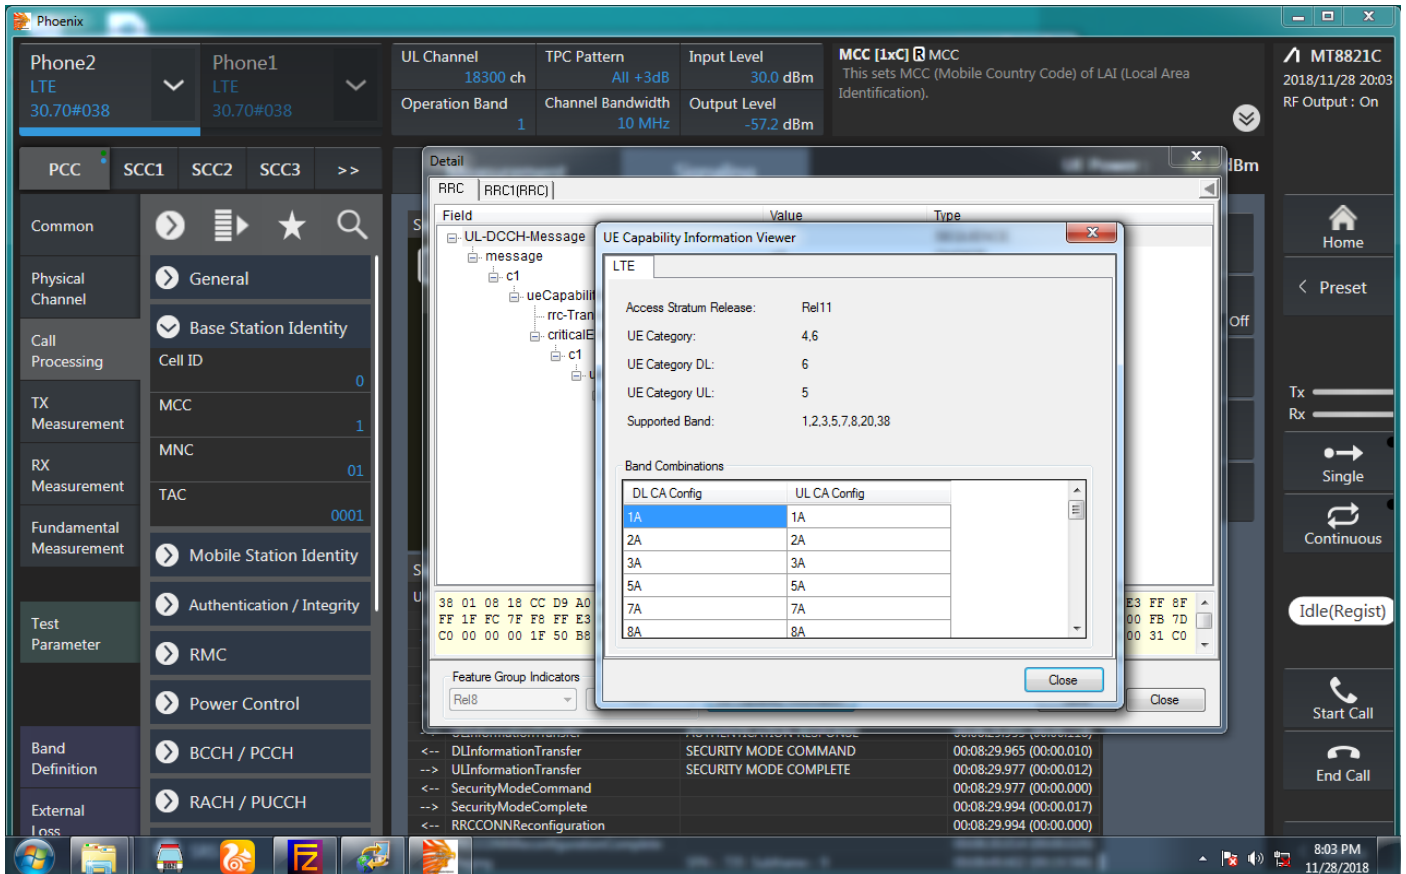 Phoenix
Phone2
LTE
30.70#038
Phone1
LTE
30.70#038
UL Channel
18300 ch
TPC Pattern
All +3dB
Input Level
30.0 dBm
Operation Band
1
Channel Bandwidth
10 MHz
Output Level
-57.2 dBm
MCC [1xC] R MCC
This sets MCC (Mobile Country Code) of LAI (Local Area
Identification).
MT8821C
2018/11/28 20:03
RF Output : On
PCC SCC1 SCC2 SCC3 >>
Common
Physical
Channel
Call
Processing
TX
Measurement
RX
Measurement
Fundamental
Measurement
Test
Parameter
Band
Definition
External
Loss
General
Base Station Identity
Cell ID
0
MCC
1
MNC
01
TAC
0001
Mobile Station Identity
Authentication / Integrity
RMC
Power Control
BCCH / PCCH
RACH / PUCCH
Detail
dBm
RRC RRC1(RRC)
Field Value Type
UL-DCCH-Message
message
c1
ueCapabilit
rrc-Tran
criticalE
c1
Off
38 01 08 18 CC D9 A0
FF 1F FC 7F F8 FF E3
C0 00 00 00 1F 50 B8
E3 FF 8F
00 FB 7D
00 31 C0
Feature Group Indicators
Rel8
Close
UE Capability Information Viewer
LTE
Access Stratum Release: Rel11
UE Category: 4,6
UE Category DL: 6
UE Category UL: 5
Supported Band: 1,2,3,5,7,8,20,38
Band Combinations
DL CA Config UL CA Config
1A 1A
2A 2A
3A 3A
5A 5A
7A 7A
8A 8A
Close
<-- DLInformationTransfer SECURITY MODE COMMAND 00:08:29.965 (00:00.010)
--> ULInformationTransfer SECURITY MODE COMPLETE 00:08:29.977 (00:00.012)
<-- SecurityModeCommand 00:08:29.977 (00:00.000)
--> SecurityModeComplete 00:08:29.994 (00:00.017)
<-- RRCCONNReconfiguration 00:08:29.994 (00:00.000)
Home
< Preset
Tx
Rx
Single
Continuous
Idle(Regist)
Start Call
End Call
8:03 PM
11/28/2018